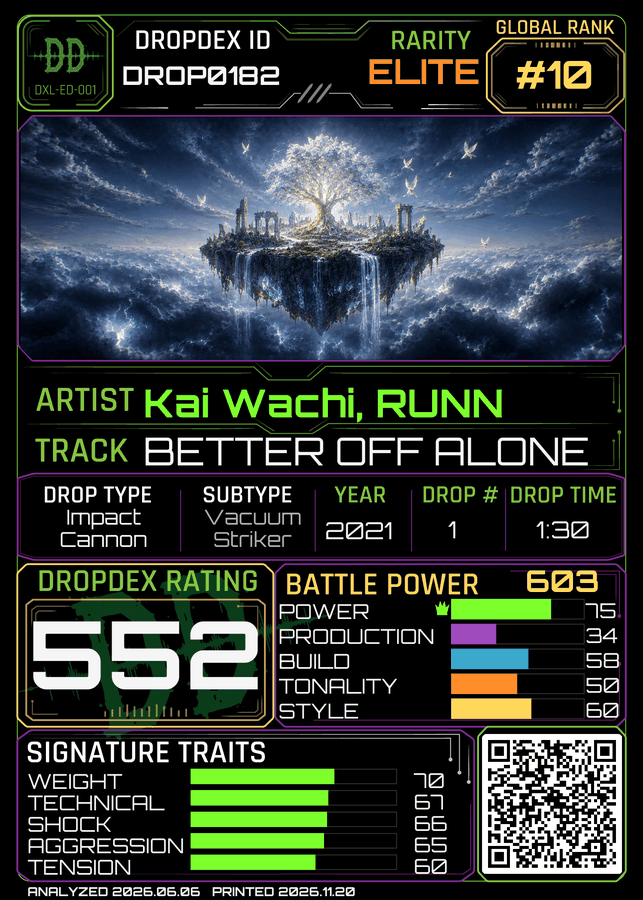 DD
DXL-ED-001
DROPDEX ID
DROP0182
RARITY
ELITE
GLOBAL RANK
#10
ARTIST Kai Wachi, RUNN
TRACK BETTER OFF ALONE
DROP TYPE
Impact
Cannon
SUBTYPE
Vacuum
Striker
YEAR
2021
DROP #
1
DROP TIME
1:30
DROPDEX RATING
552
BATTLE POWER 603
POWER 75
PRODUCTION 34
BUILD 58
TONALITY 50
STYLE 60
SIGNATURE TRAITS
WEIGHT 70
TECHNICAL 67
SHOCK 66
AGGRESSION 65
TENSION 60
ANALYZED 2026.06.06 PRINTED 2026.11.20